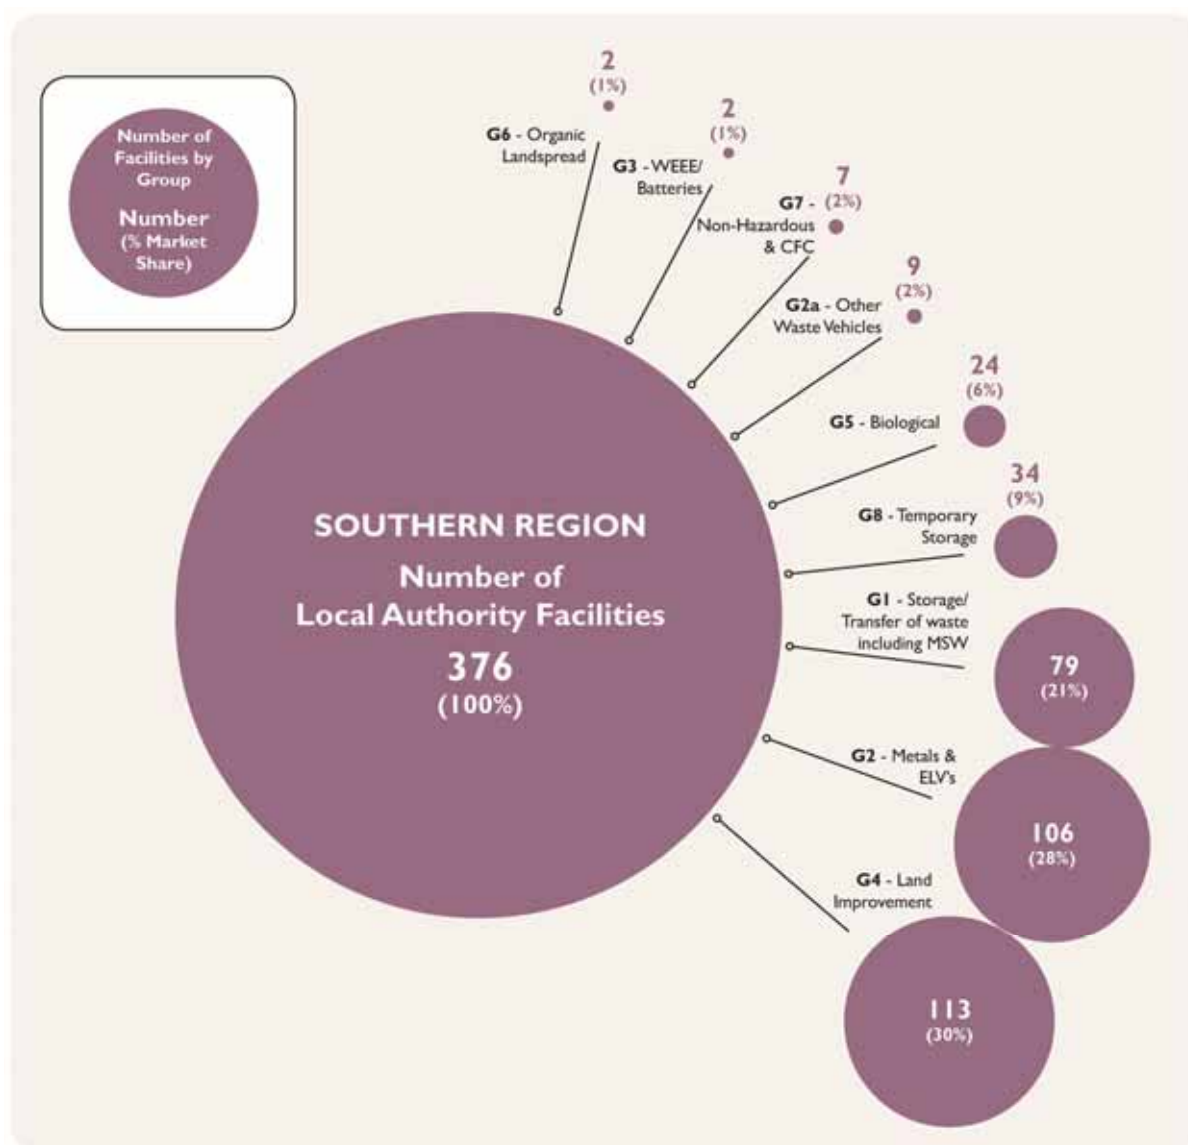 Number of
Facilities by
Group
Number
(% Market
Share)
2
(1%)
G6 - Organic
Landspread
2
(1%)
G3 - WEEE/
Batteries
7
(2%)
G7 -
Non-Hazardous
& CFC
9
(2%)
G2a - Other
Waste Vehicles
24
(6%)
G5 - Biological
34
(9%)
G8 - Temporary
Storage
G1 - Storage/
Transfer of waste
including MSW
79
(21%)
G2 - Metals &
ELV's
106
(28%)
G4 - Land
Improvement
113
(30%)
SOUTHERN REGION
Number of
Local Authority Facilities
376
(100%)